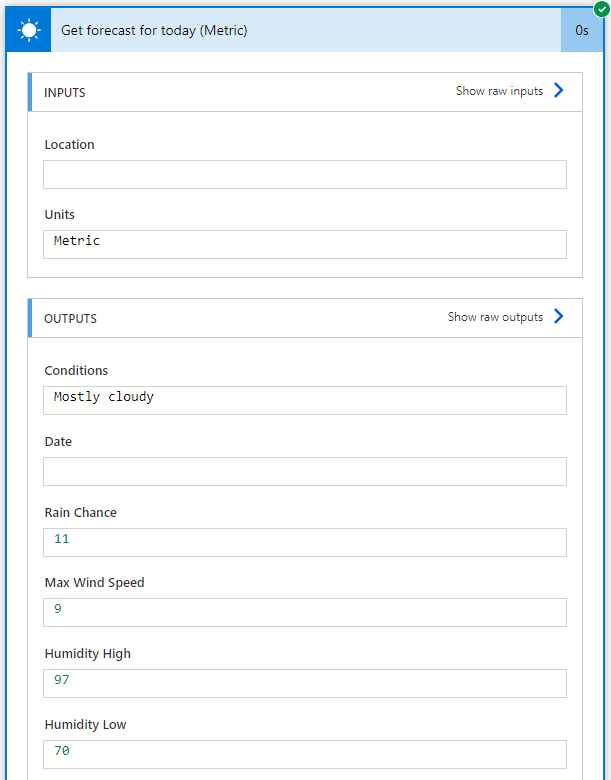 Get forecast for today (Metric) 0s
INPUTS Show raw inputs
Location
Units
Metric
OUTPUTS Show raw outputs
Conditions
Mostly cloudy
Date
Rain Chance
11
Max Wind Speed
9
Humidity High
97
Humidity Low
70